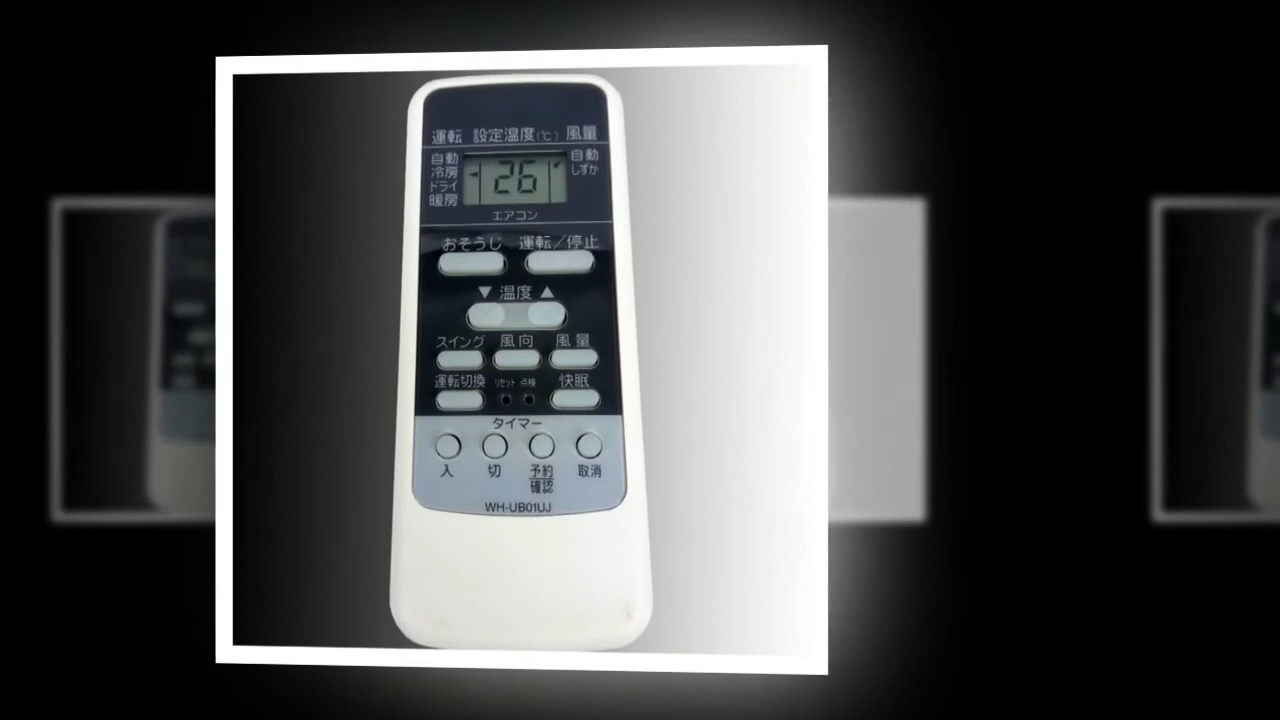 運転 設定温度(℃) 風量
自動
冷房
ドライ
暖房
26
自動
しずか
エアコン
おそうじ 運転/停止
▼ 温度 ▲
スイング 風向 風量
運転切換 リセット 点検 快眠
タイマー
入 切 予約 取消
確認
WH-UB01UJ